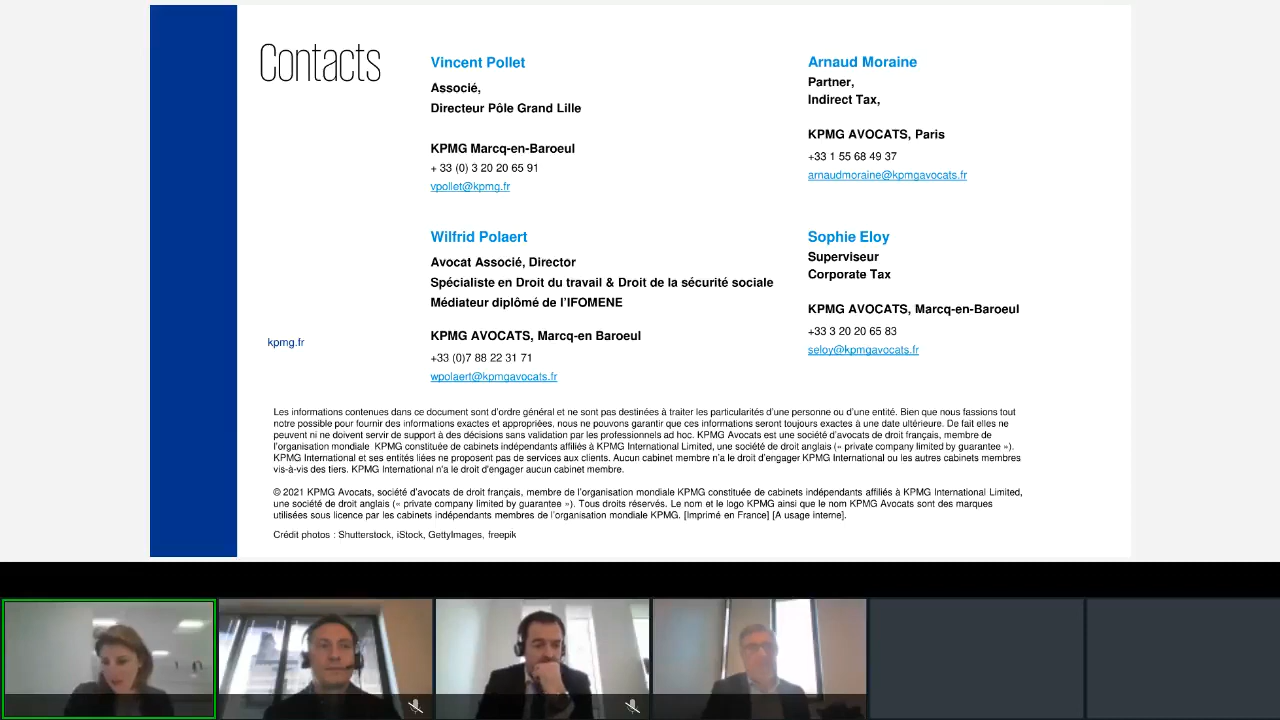 Contacts
Vincent Pollet
Associé,
Directeur Pôle Grand Lille
KPMG Marcq-en-Baroeul
+ 33 (0) 3 20 20 65 91
vpollet@kpmg.fr
Arnaud Moraine
Partner,
Indirect Tax,
KPMG AVOCATS, Paris
+33 1 55 68 49 37
arnaudmoraine@kpmgavocats.fr
Wilfrid Polaert
Avocat Associé, Director
Spécialiste en Droit du travail & Droit de la sécurité sociale
Médiateur diplômé de l'IFOMENE
KPMG AVOCATS, Marcq-en Baroeul
+33 (0)7 88 22 31 71
wpolaert@kpmgavocats.fr
Sophie Eloy
Superviseur
Corporate Tax
KPMG AVOCATS, Marcq-en-Baroeul
+33 3 20 20 65 83
seloy@kpmgavocats.fr
kpmg.fr
Les informations contenues dans ce document sont d'ordre général et ne sont pas destinées à traiter les particularités d'une personne ou d'une entité. Bien que nous fassions tout
notre possible pour fournir des informations exactes et appropriées, nous ne pouvons garantir que ces informations seront toujours exactes à une date ultérieure. De fait elles ne
peuvent ni ne doivent servir de support à des décisions sans validation par les professionnels ad hoc. KPMG Avocats est une société d'avocats de droit français, membre de
l'organisation mondiale KPMG constituée de cabinets indépendants affiliés à KPMG International Limited, une société de droit anglais (« private company limited by guarantee »).
KPMG International et ses entités liées ne proposent pas de services aux clients. Aucun cabinet membre n'a le droit d'engager KPMG International ou les autres cabinets membres
vis-à-vis des tiers. KPMG International n'a le droit d'engager aucun cabinet membre.
© 2021 KPMG Avocats, société d'avocats de droit français, membre de l'organisation mondiale KPMG constituée de cabinets indépendants affiliés à KPMG International Limited,
une société de droit anglais (« private company limited by guarantee »). Tous droits réservés. Le nom et le logo KPMG ainsi que le nom KPMG Avocats sont des marques
utilisées sous licence par les cabinets indépendants membres de l'organisation mondiale KPMG. [Imprimé en France] [A usage interne].
Crédit photos : Shutterstock, iStock, GettyImages, freepik